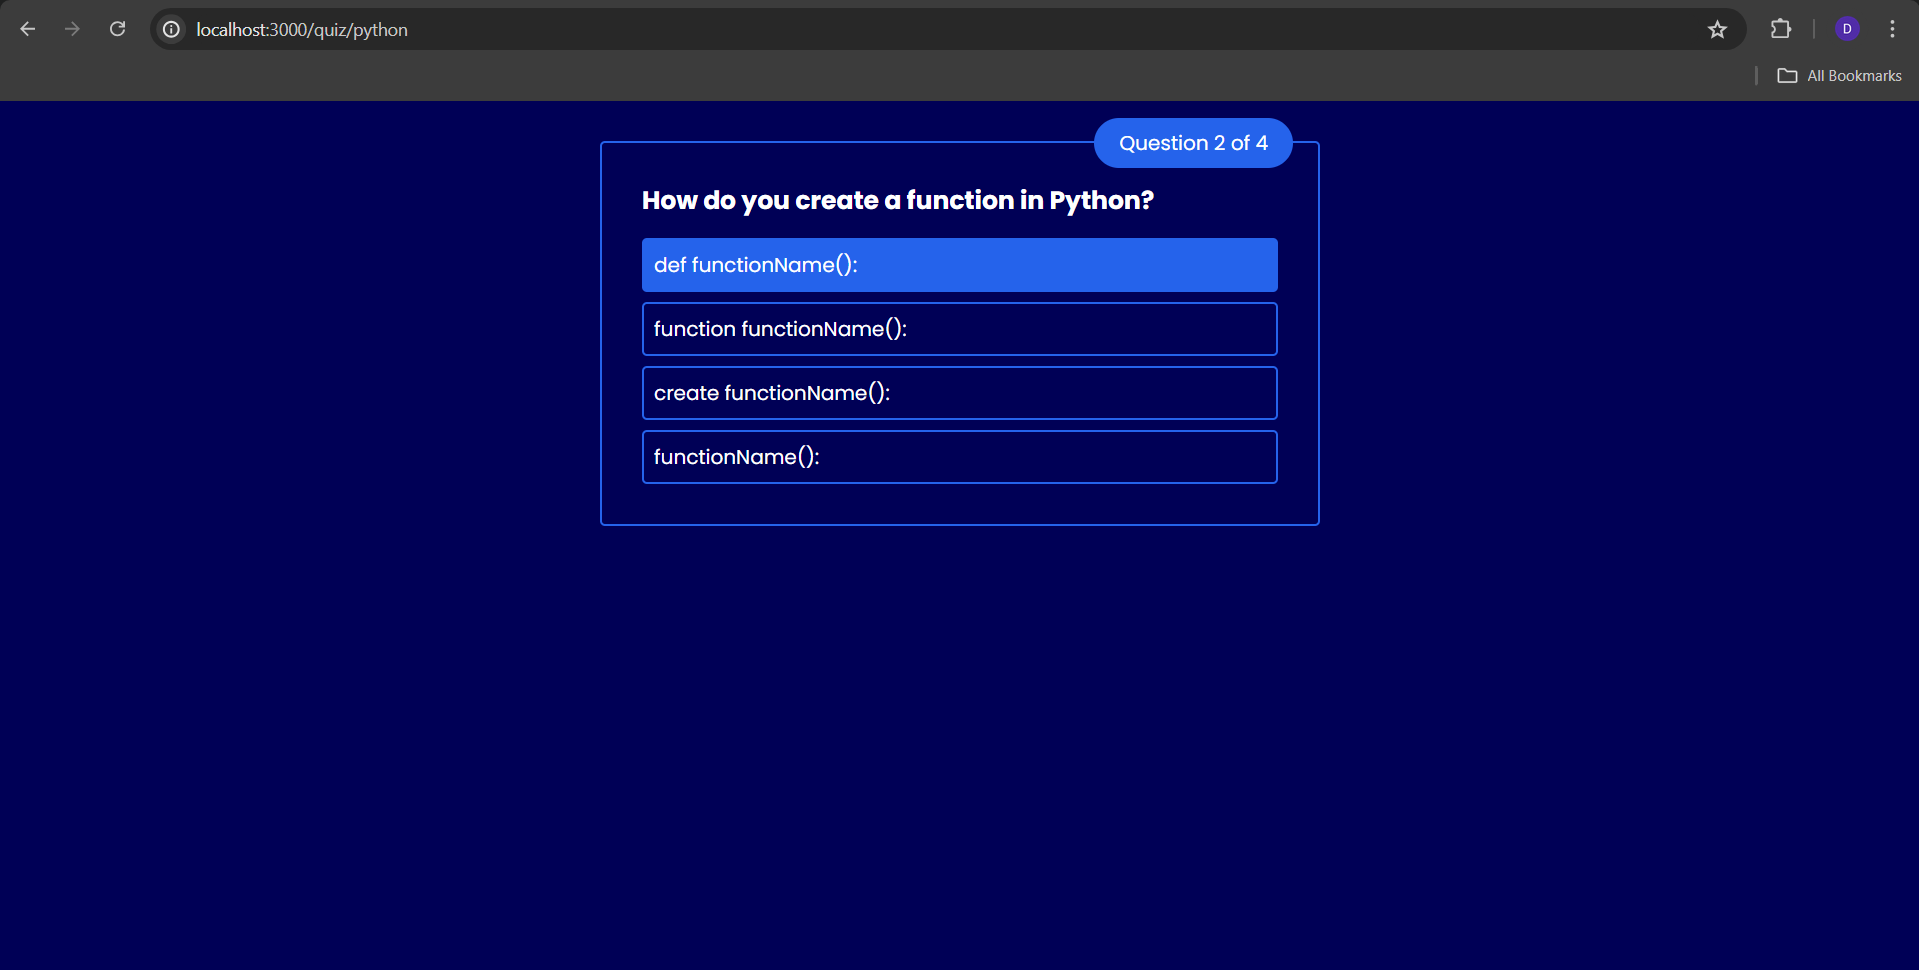 localhost:3000/quiz/python
D
All Bookmarks
Question 2 of 4
How do you create a function in Python?
def functionName():
function functionName():
create functionName():
functionName():